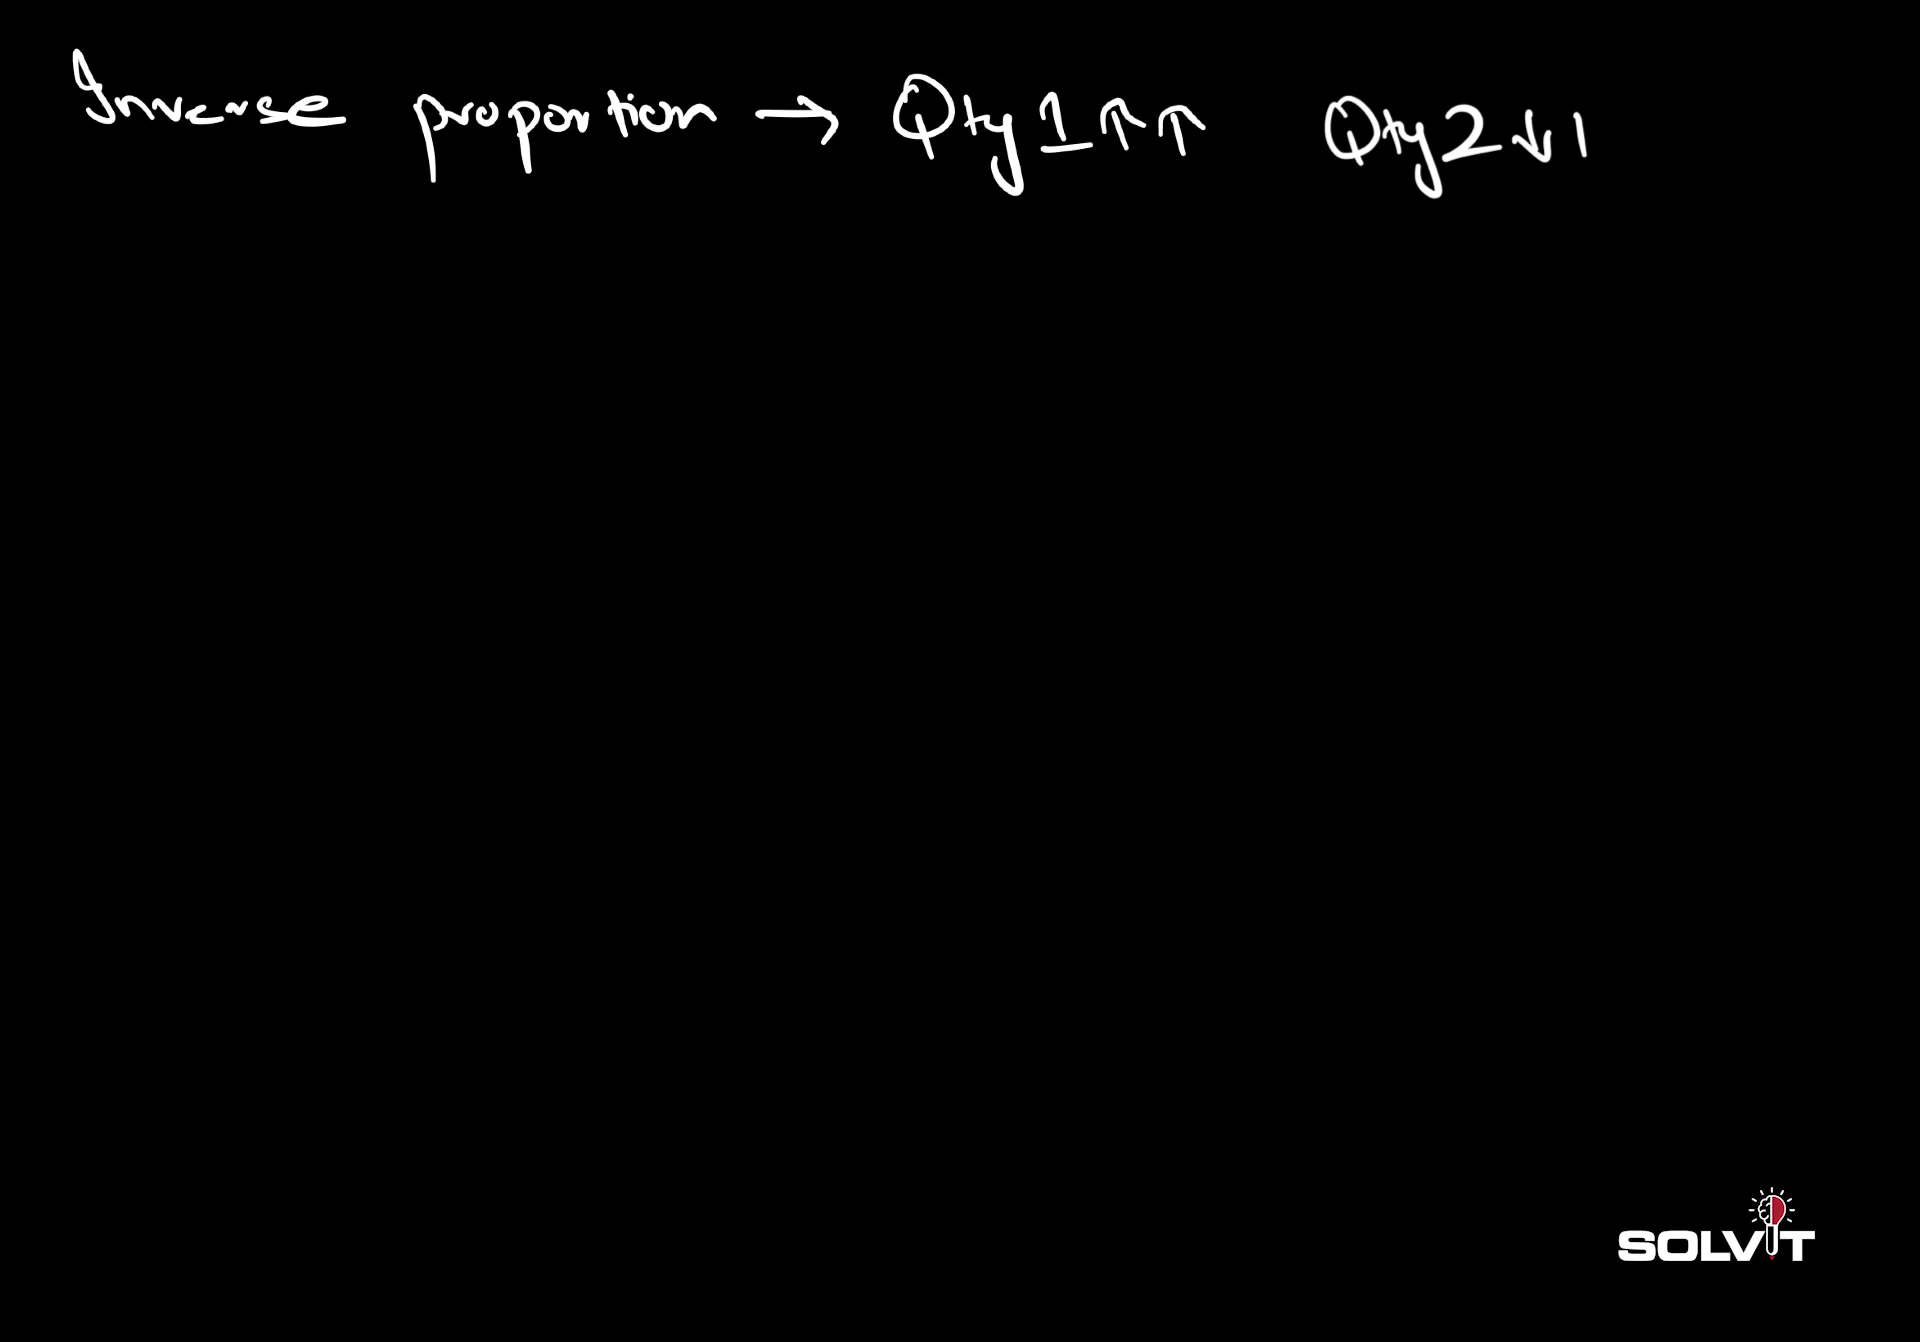 Inverse proportion → Qty 1 ↑↑ Qty 2 ↓
SOLVIT